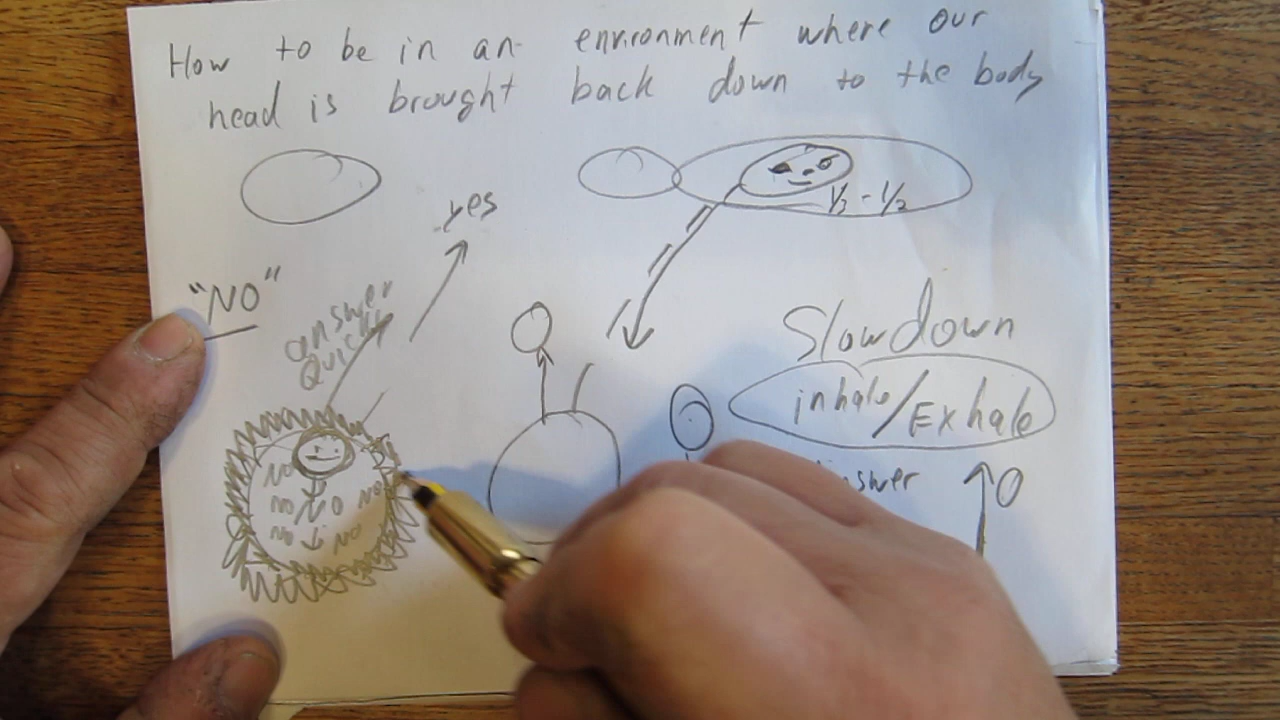 How to be in an environment where our
head is brought back down to the body
yes
1/3 - 1/2
"NO"
answer
Quickly
Slowdown
inhale/Exhale
NO
NO NO NO
NO NO